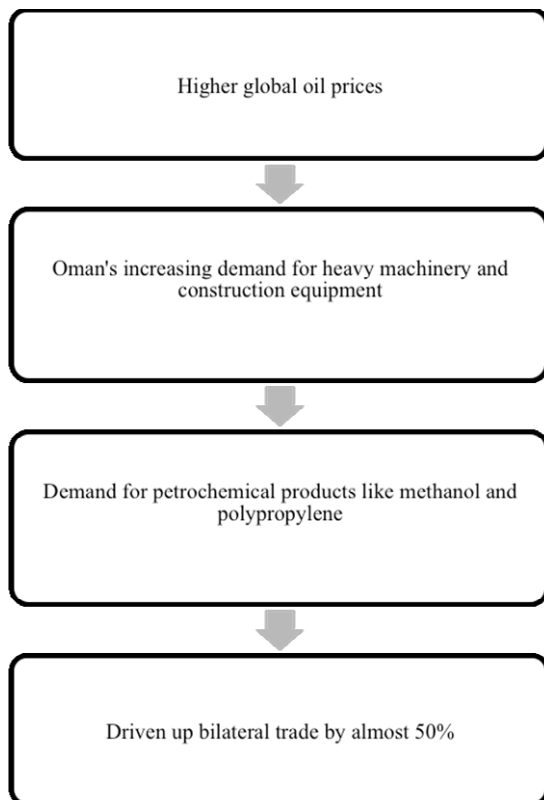 Higher global oil prices
Oman's increasing demand for heavy machinery and
construction equipment
Demand for petrochemical products like methanol and
polypropylene
Driven up bilateral trade by almost 50%